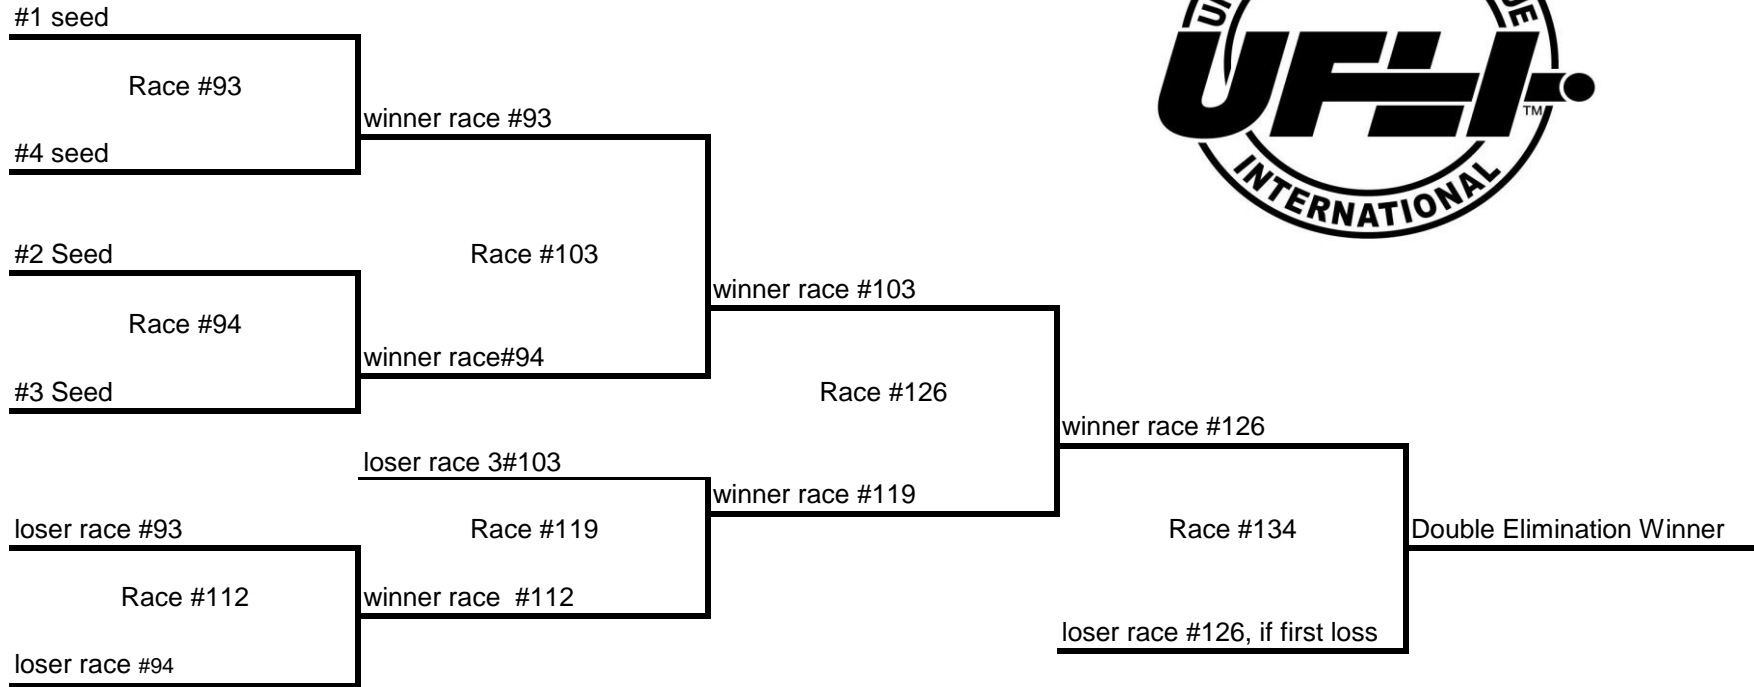 #1 seed
Race #93
winner race #93
#4 seed
#2 Seed
Race #103
winner race #103
Race #94
winner race#94
#3 Seed
Race #126
winner race #126
loser race 3#103
winner race #119
loser race #93
Race #119
Race #134
Double Elimination Winner
Race #112
winner race  #112
loser race #126, if first loss
loser race #94
UFLI
TM
INTERNATIONAL